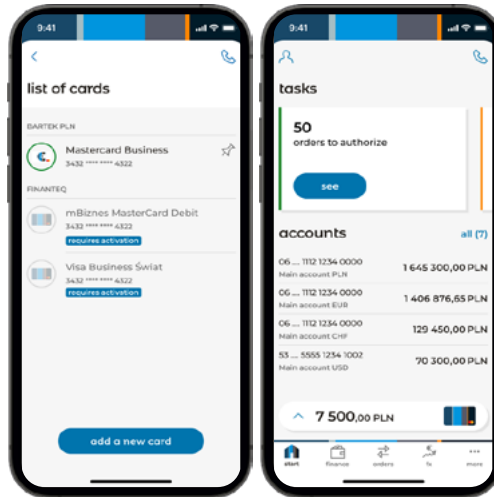 9:41
list of cards
BARTEK PLN
Mastercard Business
3432 **** **** 4322
FINANTEQ
mBiznes MasterCard Debit
3432 **** **** 4322
requires activation
Visa Business Świat
3432 **** **** 4322
requires activation
add a new card
9:41
tasks
50
orders to authorize
see
accounts
all (7)
06 ... 1112 1234 0000
Main account PLN
1 645 300,00 PLN
06 ... 1112 1234 0000
Main account EUR
1 406 876,65 PLN
06 ... 1112 1234 0000
Main account CHF
129 450,00 PLN
53 ... 5555 1234 1002
Main account USD
70 300,00 PLN
7 500,00 PLN
start
finance
orders
fx
more